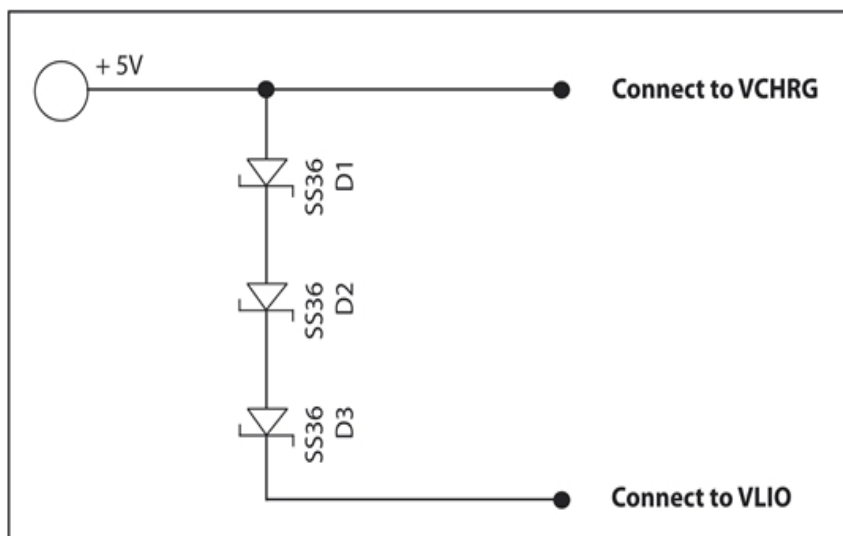 + 5V
Connect to VCHRG
SS36
D1
SS36
D2
SS36
D3
Connect to VLIO